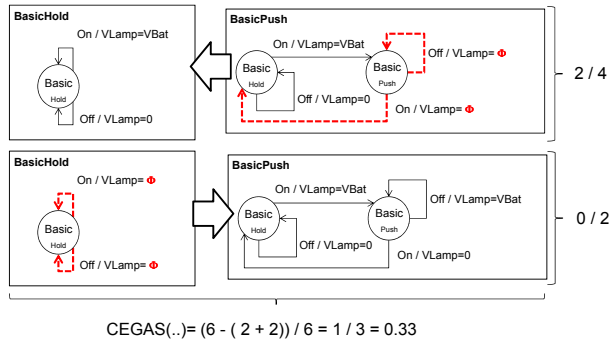 BasicHold
On / VLamp=VBat
Basic
Hold
Off / VLamp=0
BasicPush
On / VLamp=VBat
Off / VLamp= Φ
Basic
Hold
Basic
Push
Off / VLamp=0
On / VLamp= Φ
2 / 4
BasicHold
On / VLamp= Φ
Basic
Hold
Off / VLamp= Φ
BasicPush
On / VLamp=VBat
Off / VLamp=VBat
Basic
Hold
Basic
Push
Off / VLamp=0
On / VLamp=0
0 / 2
CEGAS(..)= (6 - ( 2 + 2)) / 6 = 1 / 3 = 0.33